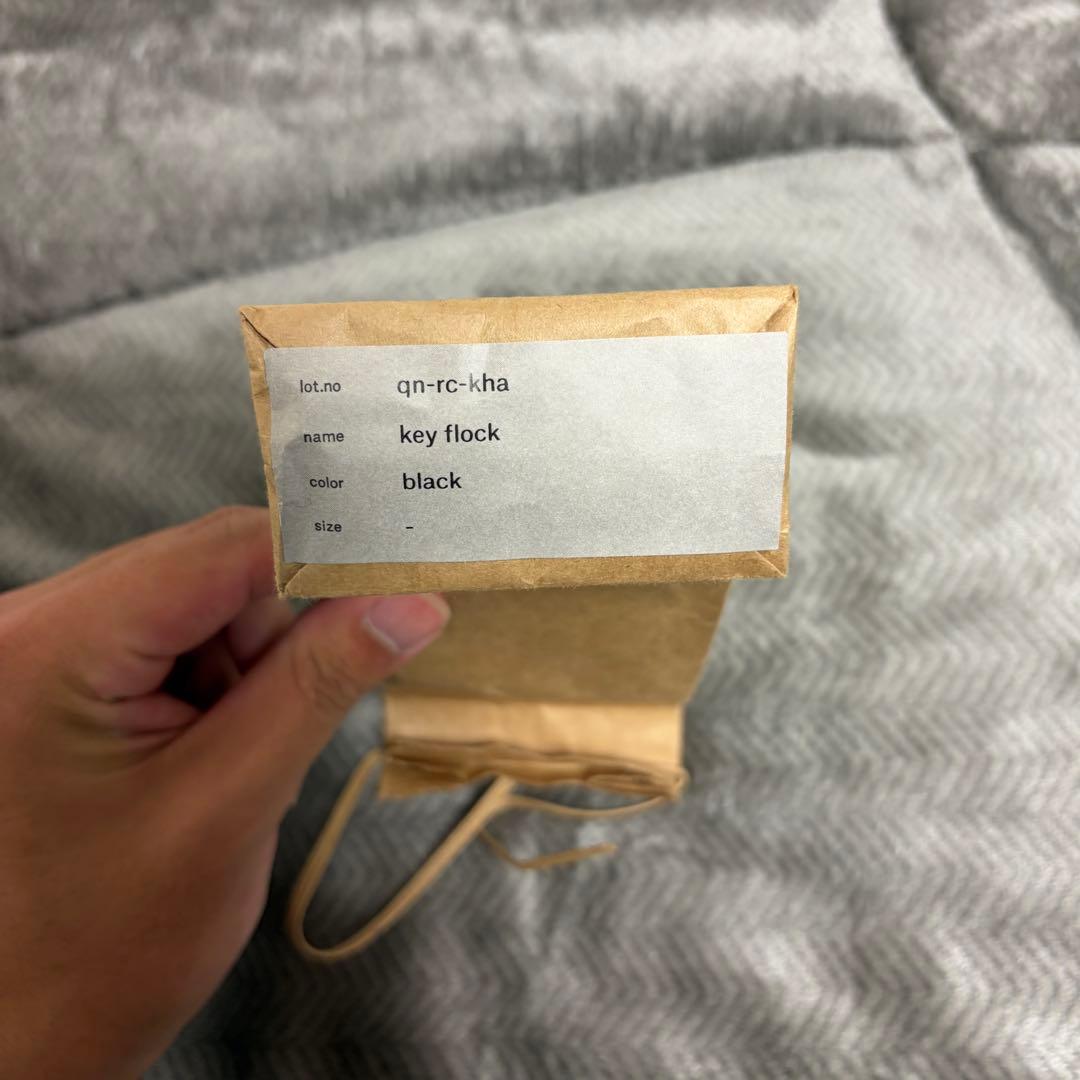 lot.no qn-rc-kha
name key flock
color black
size -